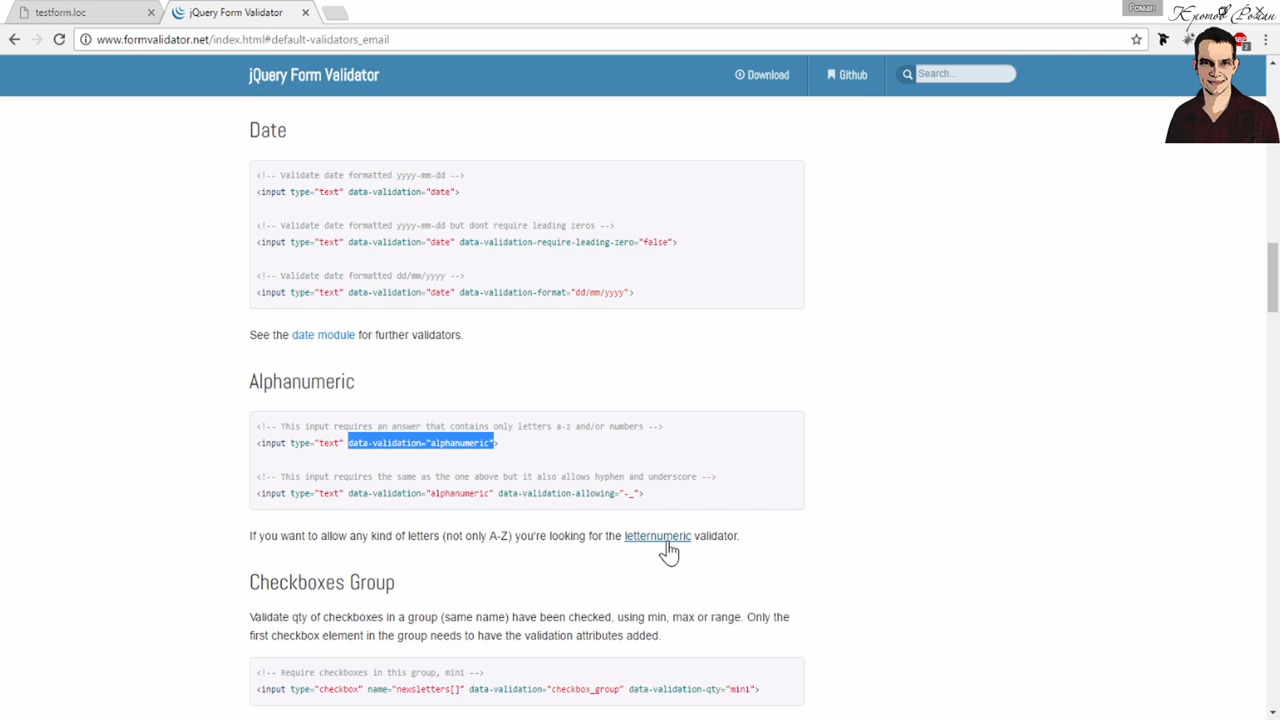 testform.loc
jQuery Form Validator
Роман
Кротов Роман
www.formvalidator.net/index.html#default-validators_email
2
jQuery Form Validator
Download
Github
Search...
Date
<!-- Validate date formatted yyyy-mm-dd -->
<input type="text" data-validation="date">
<!-- Validate date formatted yyyy-mm-dd but dont require leading zeros -->
<input type="text" data-validation="date" data-validation-require-leading-zero="false">
<!-- Validate date formatted dd/mm/yyyy -->
<input type="text" data-validation="date" data-validation-format="dd/mm/yyyy">
See the date module for further validators.
Alphanumeric
<!-- This input requires an answer that contains only letters a-z and/or numbers -->
<input type="text" data-validation="alphanumeric">
<!-- This input requires the same as the one above but it also allows hyphen and underscore -->
<input type="text" data-validation="alphanumeric" data-validation-allowing="-_">
If you want to allow any kind of letters (not only A-Z) you're looking for the letternumeric validator.
Checkboxes Group
Validate qty of checkboxes in a group (same name) have been checked, using min, max or range. Only the
first checkbox element in the group needs to have the validation attributes added.
<!-- Require checkboxes in this group, min1 -->
<input type="checkbox" name="newsletters[]" data-validation="checkbox_group" data-validation-qty="min1">